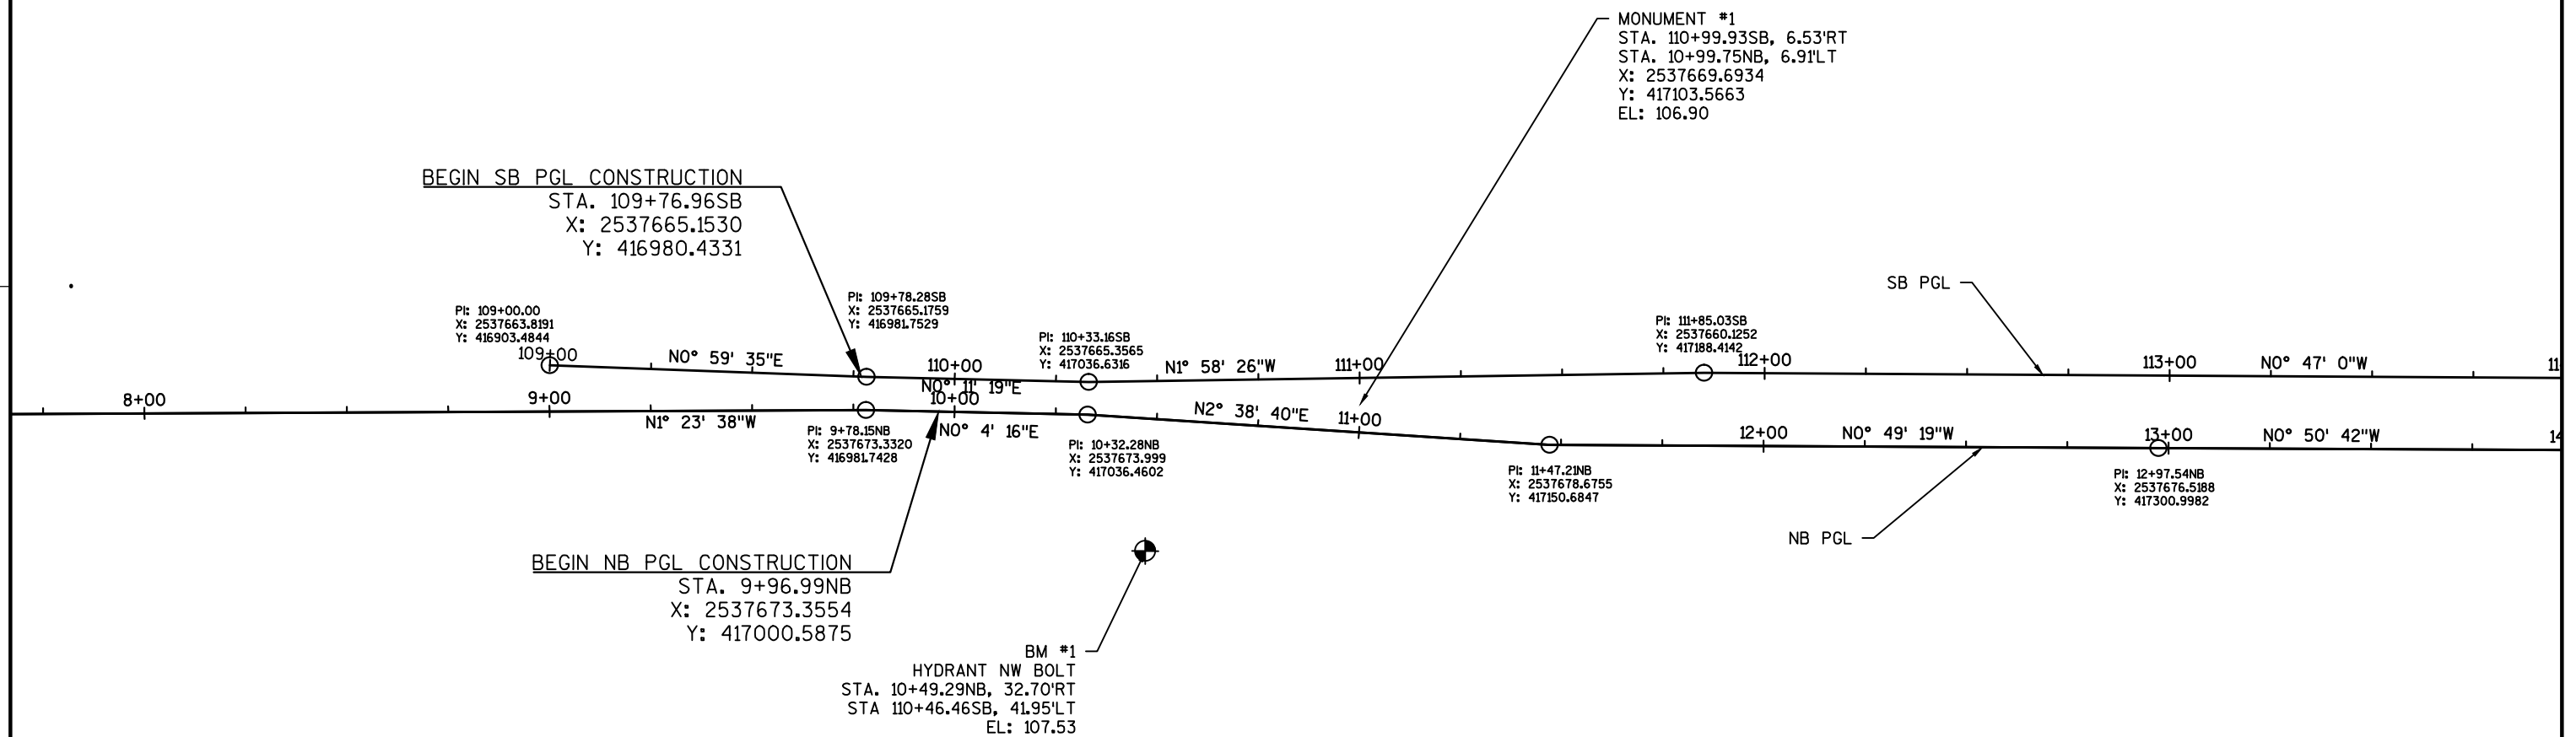 MONUMENT #1
STA. 110+99.93SB, 6.53'RT
STA. 10+99.75NB, 6.91'LT
X: 2537669.6934
Y: 417103.5663
EL: 106.90
BEGIN SB PGL CONSTRUCTION
STA. 109+76.96SB
X: 2537665.1530
Y: 416980.4331
SB PGL
PI: 109+00.00
X: 2537663.8191
Y: 416903.4844
PI: 109+78.28SB
X: 2537665.1759
Y: 416981.7529
PI: 110+33.16SB
X: 2537665.3565
Y: 417036.6316
PI: 111+85.03SB
X: 2537660.1252
Y: 417188.4142
109+00
N0° 59' 35"E
110+00
N0° 11' 19"E
N1° 58' 26"W
111+00
112+00
113+00
N0° 47' 0"W
11
8+00
9+00
N1° 23' 38"W
10+00
N0° 4' 16"E
N2° 38' 40"E
11+00
12+00
N0° 49' 19"W
13+00
N0° 50' 42"W
14
PI: 9+78.15NB
X: 2537673.3320
Y: 416981.7428
PI: 10+32.28NB
X: 2537673.999
Y: 417036.4602
PI: 11+47.21NB
X: 2537678.6755
Y: 417150.6847
PI: 12+97.54NB
X: 2537676.5188
Y: 417300.9982
NB PGL
BEGIN NB PGL CONSTRUCTION
STA. 9+96.99NB
X: 2537673.3554
Y: 417000.5875
BM #1
HYDRANT NW BOLT
STA. 10+49.29NB, 32.70'RT
STA 110+46.46SB, 41.95'LT
EL: 107.53